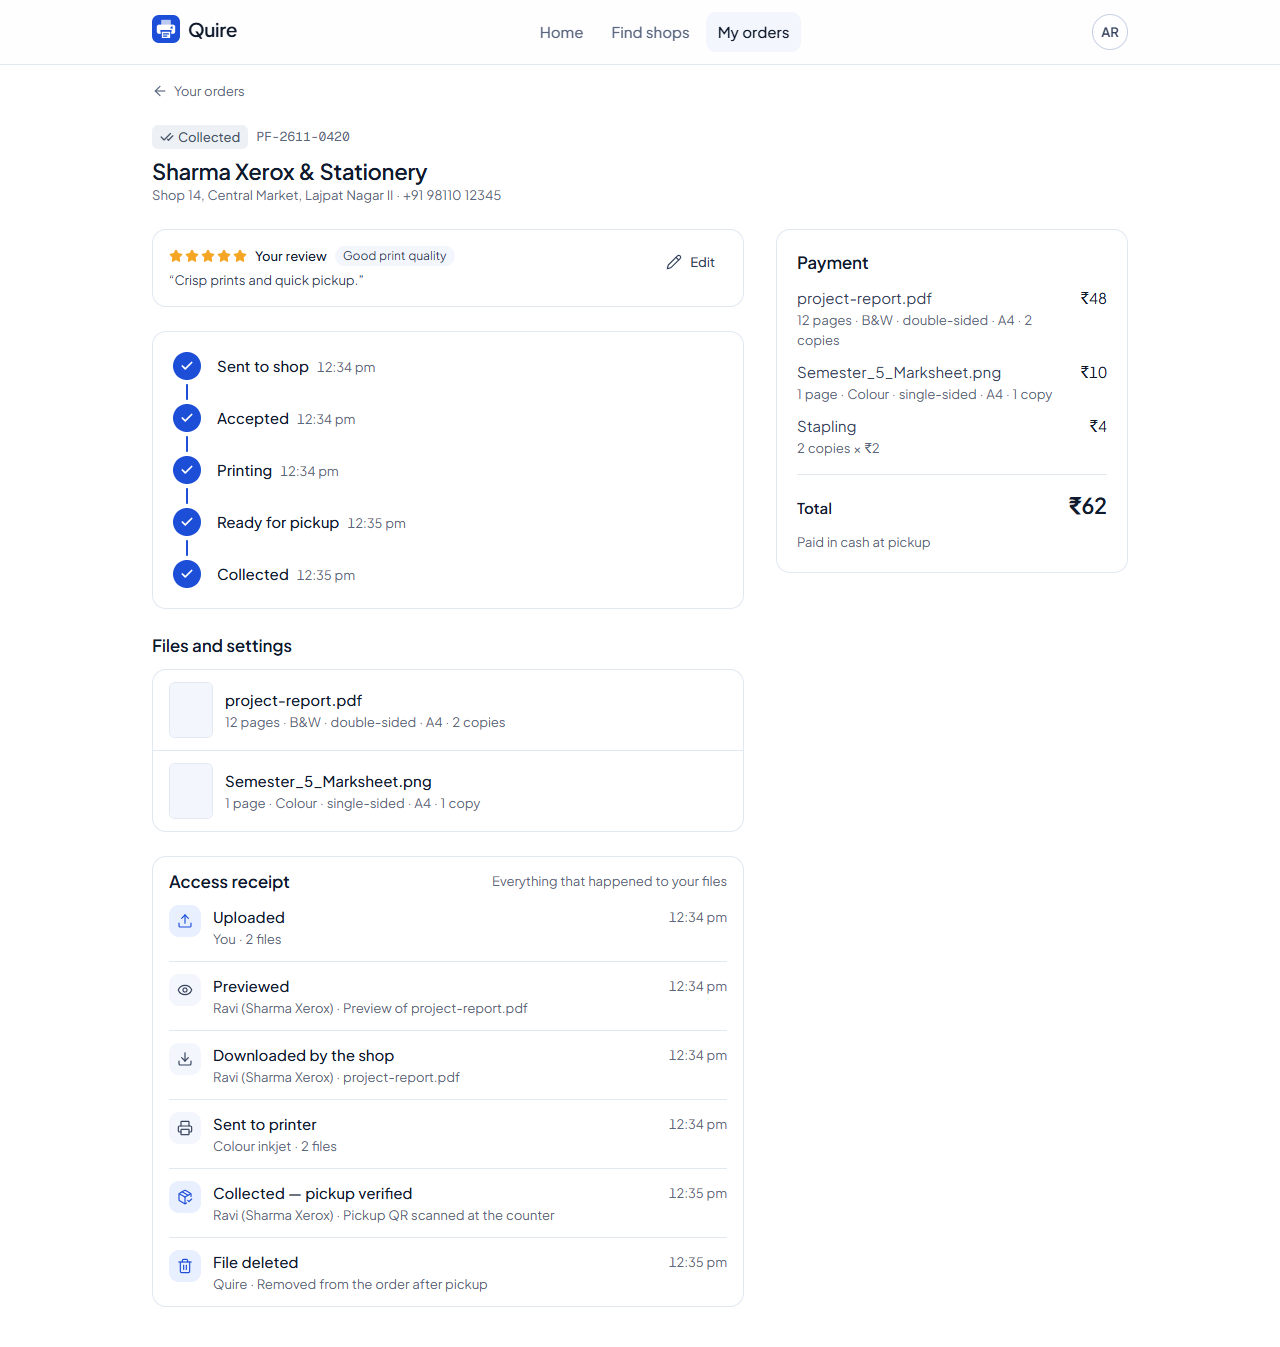 Quire
Home
Find shops
My orders
AR
Your orders
Collected
PF-2611-0420
Sharma Xerox & Stationery
Shop 14, Central Market, Lajpat Nagar II · +91 98110 12345
Your review
Good print quality
"Crisp prints and quick pickup."
Edit
Sent to shop 12:34 pm
Accepted 12:34 pm
Printing 12:34 pm
Ready for pickup 12:35 pm
Collected 12:35 pm
Payment
project-report.pdf ₹48
12 pages · B&W · double-sided · A4 · 2
copies
Semester_5_Marksheet.png ₹10
1 page · Colour · single-sided · A4 · 1 copy
Stapling ₹4
2 copies × ₹2
Total ₹62
Paid in cash at pickup
Files and settings
project-report.pdf
12 pages · B&W · double-sided · A4 · 2 copies
Semester_5_Marksheet.png
1 page · Colour · single-sided · A4 · 1 copy
Access receipt
Everything that happened to your files
Uploaded 12:34 pm
You · 2 files
Previewed 12:34 pm
Ravi (Sharma Xerox) · Preview of project-report.pdf
Downloaded by the shop 12:34 pm
Ravi (Sharma Xerox) · project-report.pdf
Sent to printer 12:34 pm
Colour inkjet · 2 files
Collected — pickup verified 12:35 pm
Ravi (Sharma Xerox) · Pickup QR scanned at the counter
File deleted 12:35 pm
Quire · Removed from the order after pickup